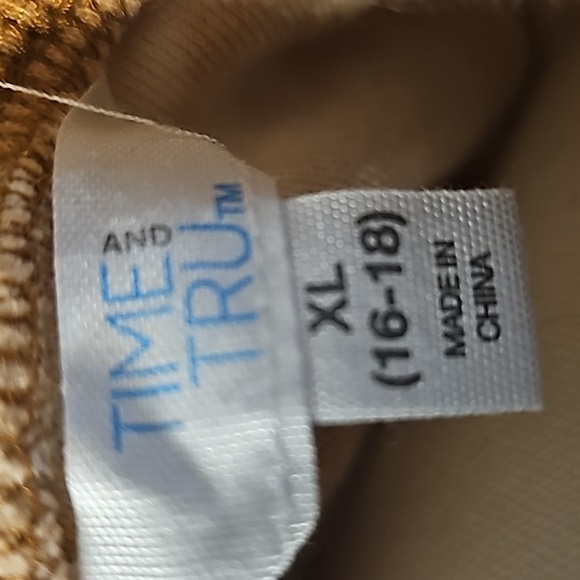 TIME AND
TRU™
XL
(16-18)
MADE IN
CHINA